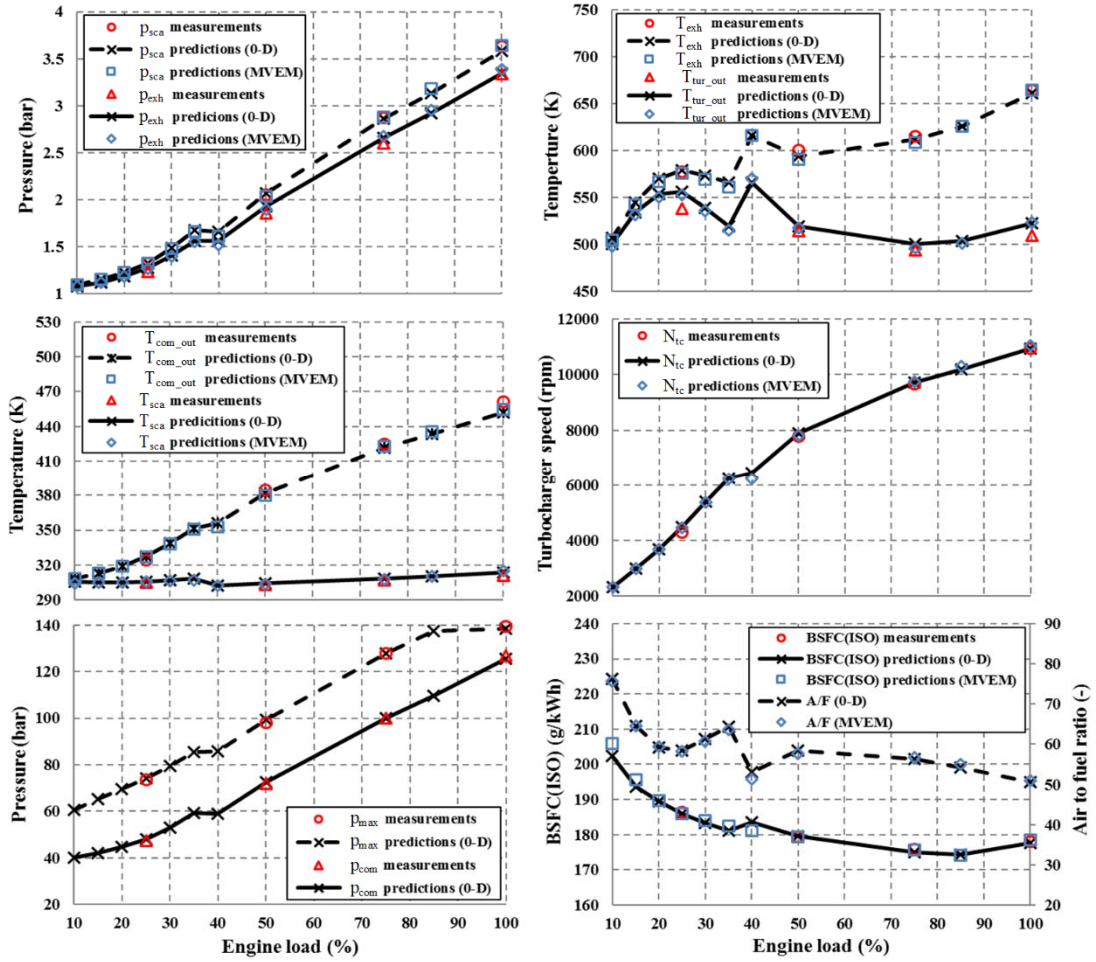 p_sca measurements
p_sca predictions (0-D)
p_sca predictions (MVEM)
p_exh measurements
p_exh predictions (0-D)
p_exh predicions (MVEM)
Pressure (bar)
4
3.5
3
2.5
2
1.5
1
T_exh measurements
T_exh predictions (0-D)
T_exh predictions (MVEM)
T_tur_out measurements
T_tur_out predictions (0-D)
T_tur_out predictions (MVEM)
Temperture (K)
750
700
650
600
550
500
450
T_com_out measurements
T_com_out predictions (0-D)
T_com_out predictions (MVEM)
T_sca measurements
T_sca predictions (0-D)
T_sca predicitions (MVEM)
Temperature (K)
530
500
470
440
410
380
350
320
290
N_tc measurements
N_tc predictions (0-D)
N_tc predictions (MVEM)
Turbocharger speed (rpm)
12000
10000
8000
6000
4000
2000
p_max measurements
p_max predictions (0-D)
p_com measurements
p_com predictions (0-D)
Pressure (bar)
140
120
100
80
60
40
20
10 20 30 40 50 60 70 80 90 100
Engine load (%)
BSFC(ISO) measurements
BSFC(ISO) predictions (0-D)
BSFC(ISO) predictions (MVEM)
A/F (0-D)
A/F (MVEM)
BSFC(ISO) (g/kWh)
240
230
220
210
200
190
180
170
160
90
80
70
60
50
40
30
20
Air to fuel ratio (-)
10 20 30 40 50 60 70 80 90 100
Engine load (%)